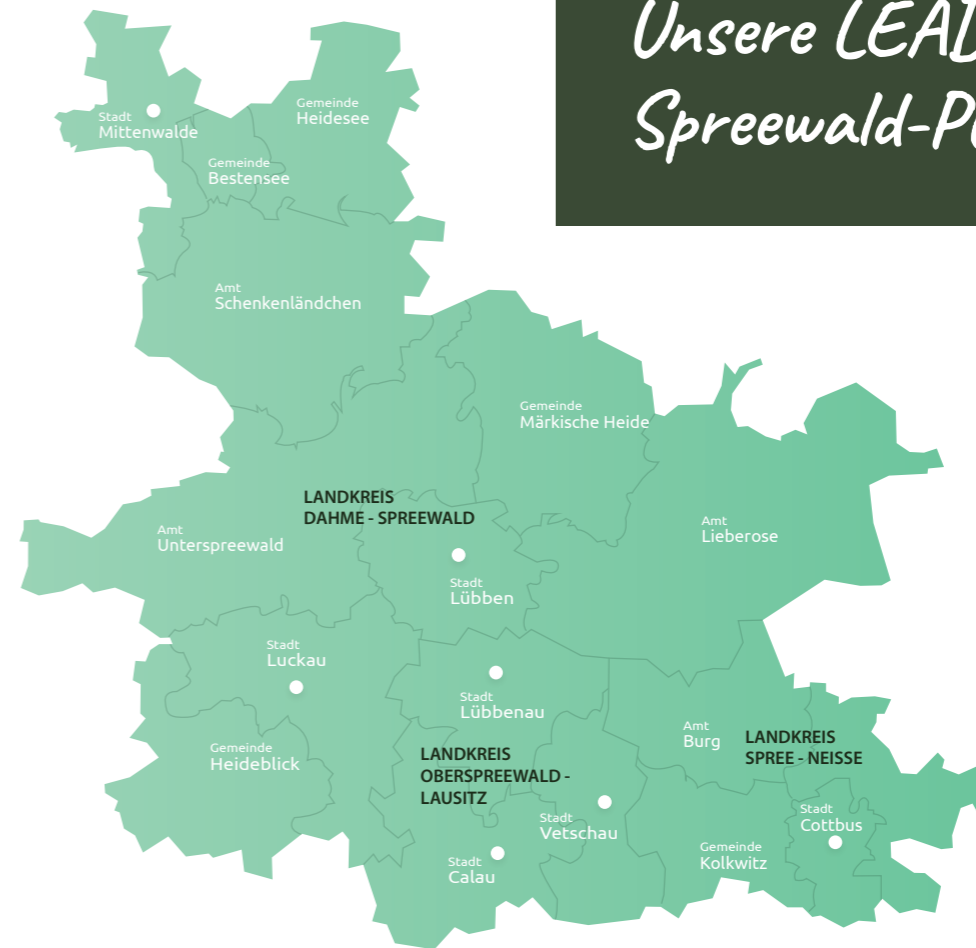 Unsere
Spreewald-
Stadt
Mittenwalde
Gemeinde
Heidesee
Gemeinde
Bestensee
Amt
Schenkenländchen
Gemeinde
Märkische Heide
LANDKREIS
DAHME - SPREEWALD
Amt
Unterspreewald
Amt
Lieberose
Stadt
Lübben
Stadt
Luckau
Stadt
Lübbenau
Gemeinde
Heideblick
Amt
Burg
LANDKREIS
SPREE - NEISSE
LANDKREIS
OBERSPREEWALD -
LAUSITZ
Stadt
Vetschau
Stadt
Cottbus
Stadt
Calau
Gemeinde
Kolkwitz